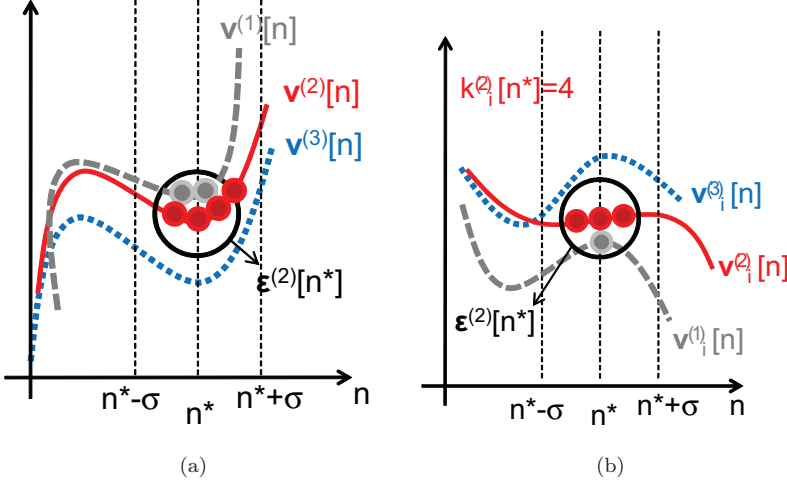 v(1)[n]
v(2)[n]
v(3)[n]
ε(2)[n*]
n*-σ
n*
n*+σ
n
(a)
k(2)i[n*]=4
v(3)i[n]
v(2)i[n]
ε(2)[n*]
v(1)i[n]
n*-σ
n*
n*+σ
n
(b)